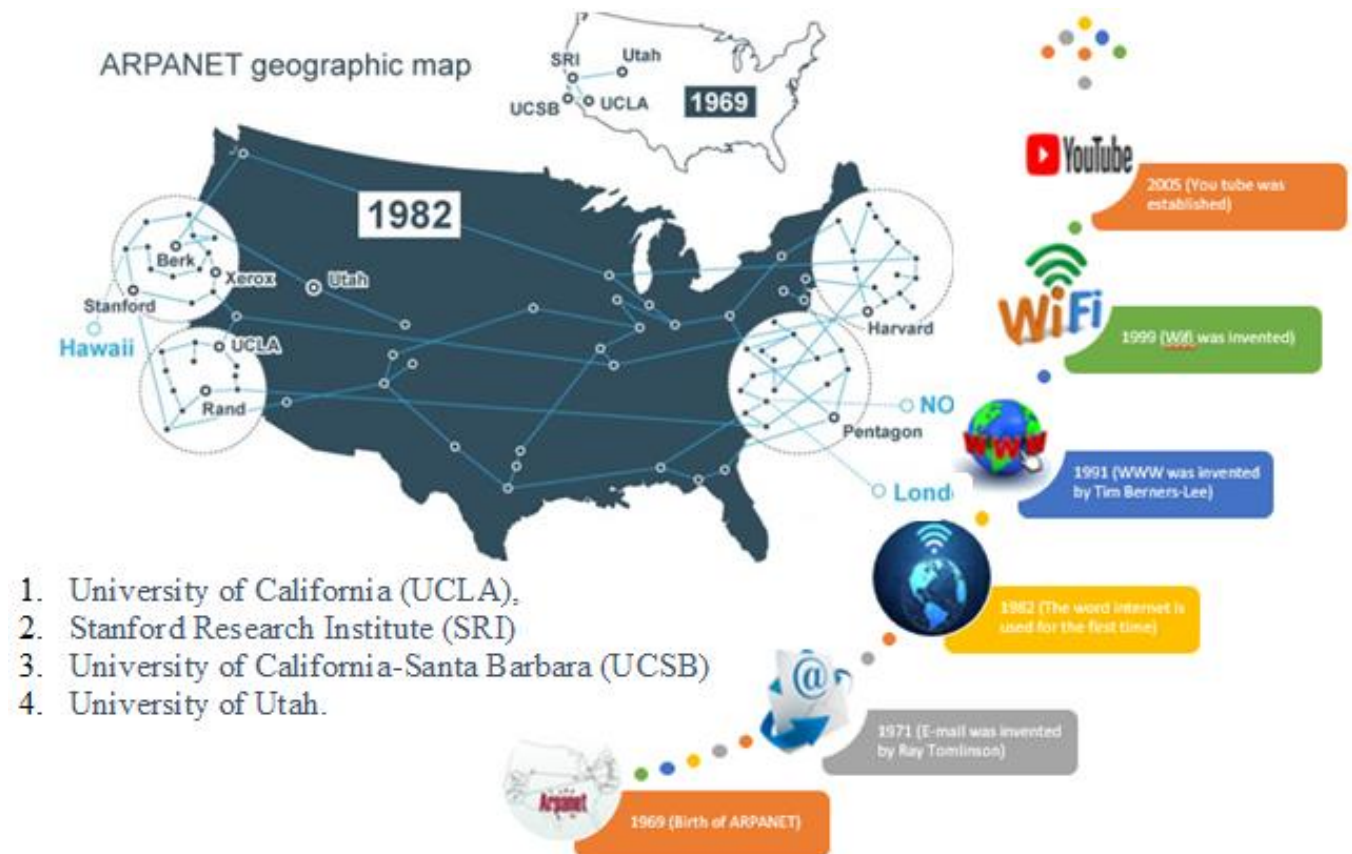 ARPANET geographic map
SRI
Utah
UCSB
UCLA
1969
1982
Berk
Xerox
Utah
Stanford
Hawaii
UCLA
Rand
Harvard
NO
Pentagon
Lond
YouTube
2005 (You tube was
established)
WiFi
1999 (Wifi was invented)
WWW
1991 (WWW was invented
by Tim Berners-Lee)
1982 (The word internet is
used for the first time)
@
1971 (E-mail was invented
by Ray Tomlinson)
Arpanet
1969 (Birth of ARPANET)
1. University of California (UCLA),
2. Stanford Research Institute (SRI)
3. University of California-Santa Barbara (UCSB)
4. University of Utah.